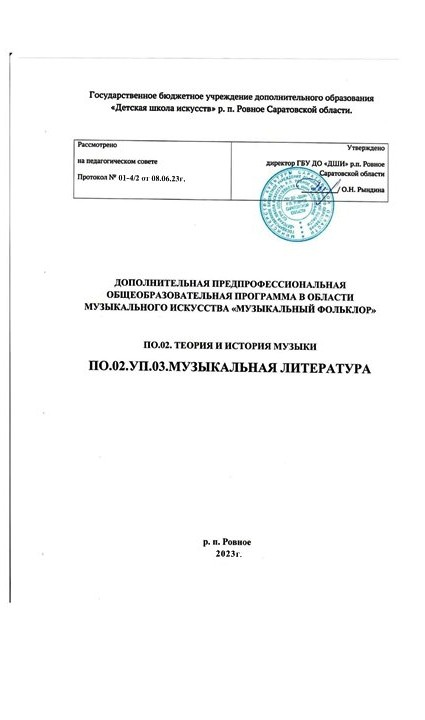 Государственное бюджетное учреждение дополнительного образования
«Детская школа искусств» р. п. Ровное Саратовской области.
Рассмотрено
на педагогическом совете
Протокол № 01-4/2 от 08.06.23г.
Утверждено
директор ГБУ ДО «ДШИ» р.п. Ровное
Саратовской области
/ О.Н. Рындина
ДОПОЛНИТЕЛЬНАЯ ПРЕДПРОФЕССИОНАЛЬНАЯ
ОБЩЕОБРАЗОВАТЕЛЬНАЯ ПРОГРАММА В ОБЛАСТИ
МУЗЫКАЛЬНОГО ИСКУССТВА «МУЗЫКАЛЬНЫЙ ФОЛЬКЛОР»
ПО.02. ТЕОРИЯ И ИСТОРИЯ МУЗЫКИ
ПО.02.УП.03.МУЗЫКАЛЬНАЯ ЛИТЕРАТУРА
р. п. Ровное
2023г.